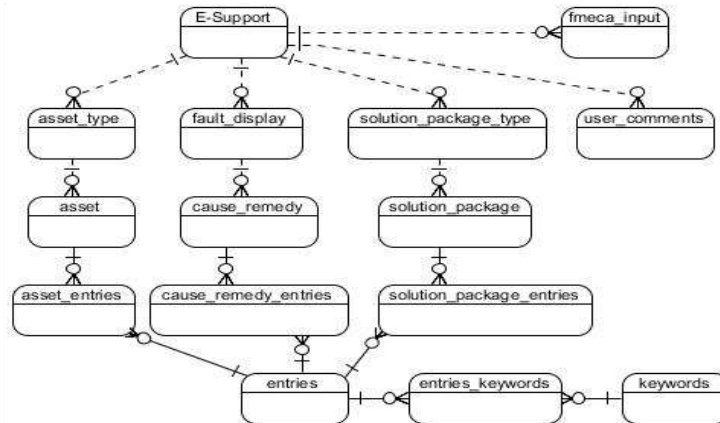 E-Support
fmeca_input
asset_type
fault_display
solution_package_type
user_comments
asset
cause_remedy
solution_package
asset_entries
cause_remedy_entries
solution_package_entries
entries
entries_keywords
keywords